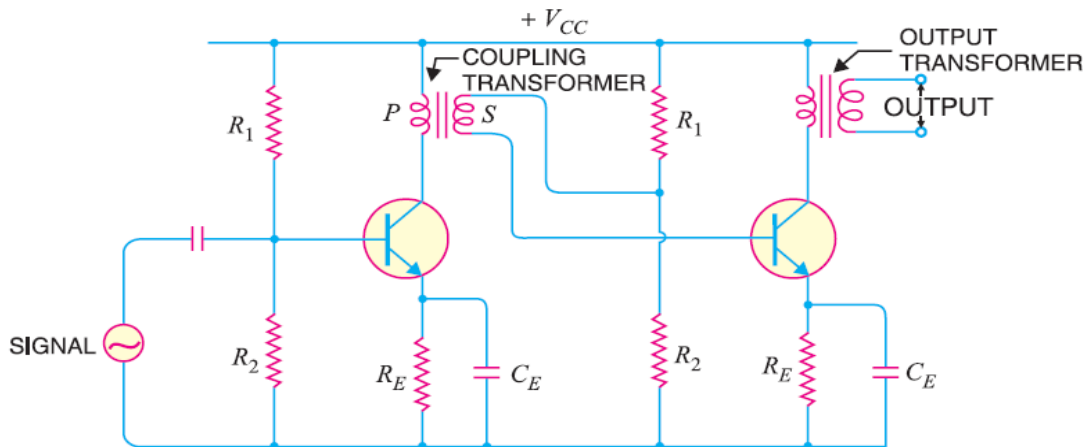 + V_CC
COUPLING
TRANSFORMER
OUTPUT
TRANSFORMER
P
S
OUTPUT
R_1
R_1
SIGNAL
R_2
R_E
C_E
R_2
R_E
C_E